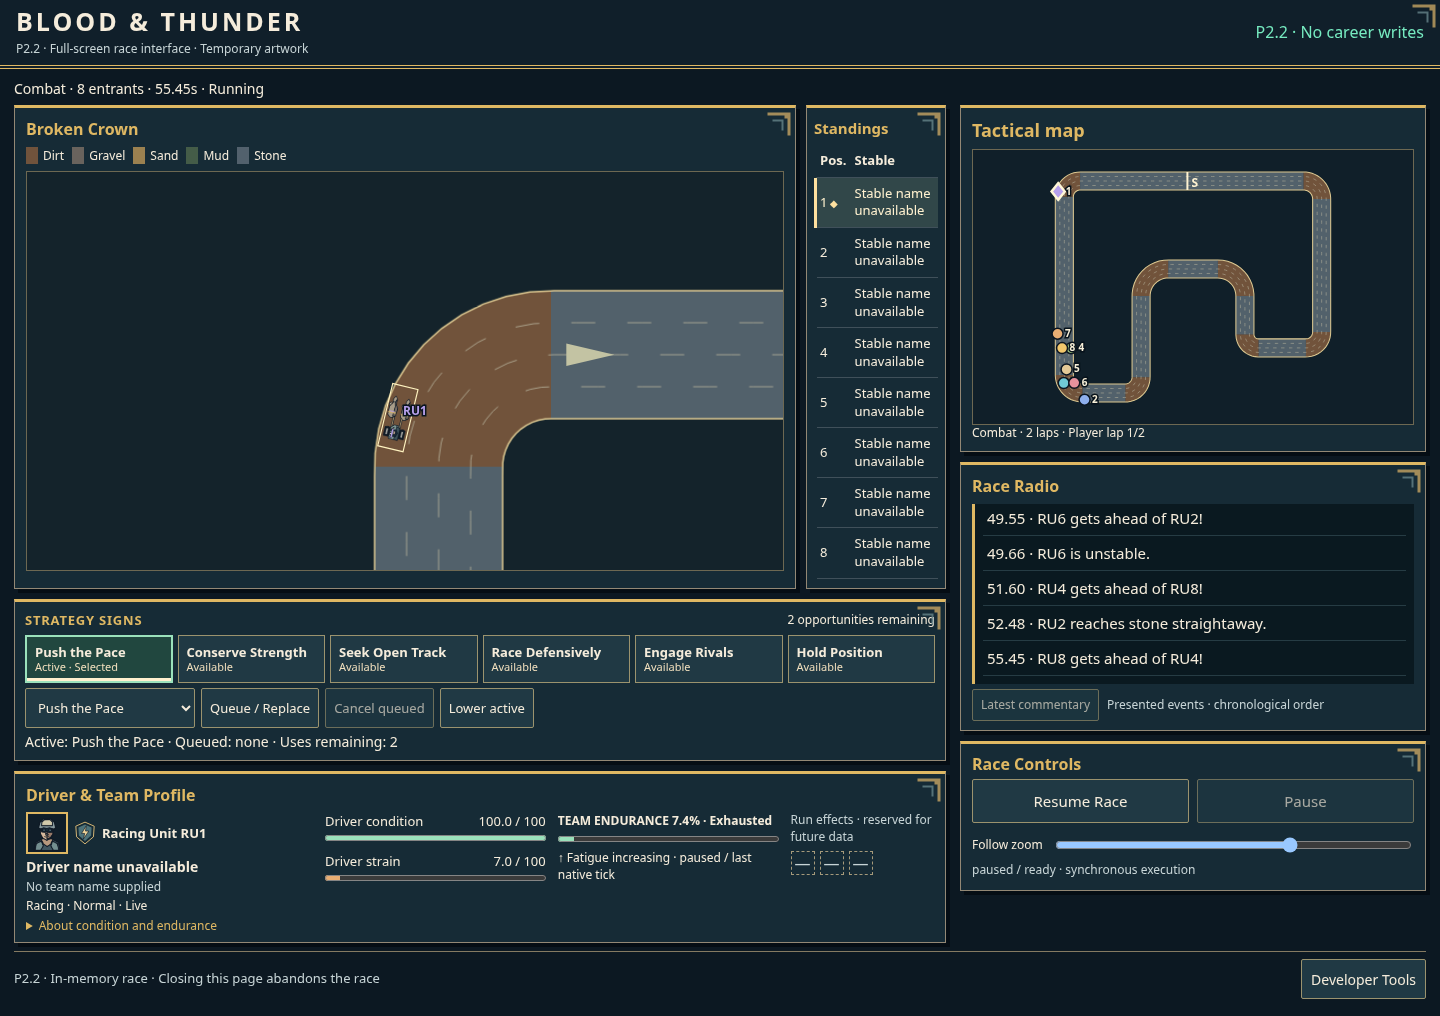 BLOOD & THUNDER
P2.2 · Full-screen race interface · Temporary artwork
P2.2 · No career writes
Combat · 8 entrants · 55.45s · Running
Broken Crown
Dirt Gravel Sand Mud Stone
RU1
Standings
Pos. Stable
1 ◆ Stable name
unavailable
2 Stable name
unavailable
3 Stable name
unavailable
4 Stable name
unavailable
5 Stable name
unavailable
6 Stable name
unavailable
7 Stable name
unavailable
8 Stable name
unavailable
Tactical map
S
1
7
8 4
5
6
2
Combat · 2 laps · Player lap 1/2
Race Radio
49.55 · RU6 gets ahead of RU2!
49.66 · RU6 is unstable.
51.60 · RU4 gets ahead of RU8!
52.48 · RU2 reaches stone straightaway.
55.45 · RU8 gets ahead of RU4!
Latest commentary Presented events · chronological order
STRATEGY SIGNS 2 opportunities remaining
Push the Pace
Active · Selected
Conserve Strength
Available
Seek Open Track
Available
Race Defensively
Available
Engage Rivals
Available
Hold Position
Available
Push the Pace Queue / Replace Cancel queued Lower active
Active: Push the Pace · Queued: none · Uses remaining: 2
Race Controls
Resume Race Pause
Follow zoom
paused / ready · synchronous execution
Driver & Team Profile
Racing Unit RU1
Driver name unavailable
No team name supplied
Racing · Normal · Live
▶ About condition and endurance
Driver condition 100.0 / 100
Driver strain 7.0 / 100
TEAM ENDURANCE 7.4% · Exhausted
↑ Fatigue increasing · paused / last
native tick
Run effects · reserved for
future data
— — —
P2.2 · In-memory race · Closing this page abandons the race
Developer Tools